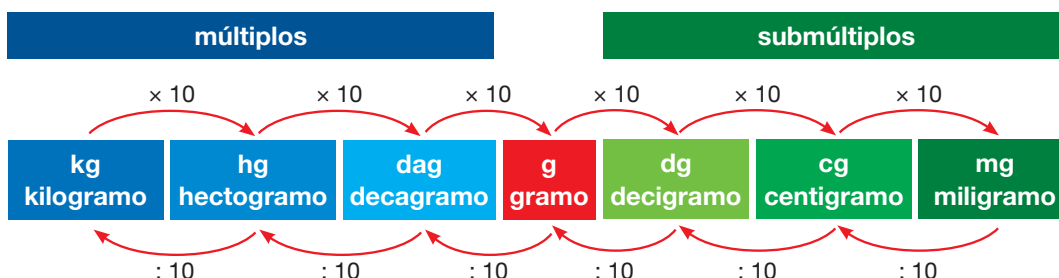 múltiplos
submúltiplos
× 10
× 10
× 10
× 10
× 10
× 10
kg
kilogramo
hg
hectogramo
dag
decagramo
g
gramo
dg
decigramo
cg
centigramo
mg
miligramo
: 10
: 10
: 10
: 10
: 10
: 10